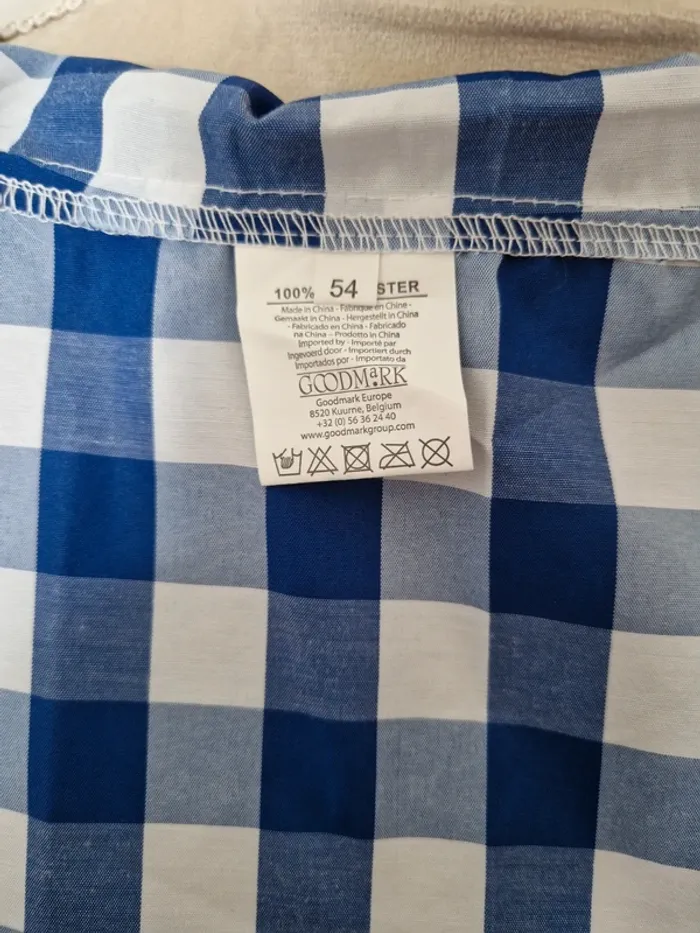 100% 54 STER
Made in China - Fabriqué en Chine -
Gemaakt in China - Hergestellt in China
- Fabricado en China - Fabricado
na China - Prodotto in China
Imported by - Importé par
Ingevoerd door - Importiert durch
Importados por - Importato da
GOODMaRK
Goodmark Europe
8520 Kuurne, Belgium
+32 (0) 56 36 24 40
www.goodmarkgroup.com